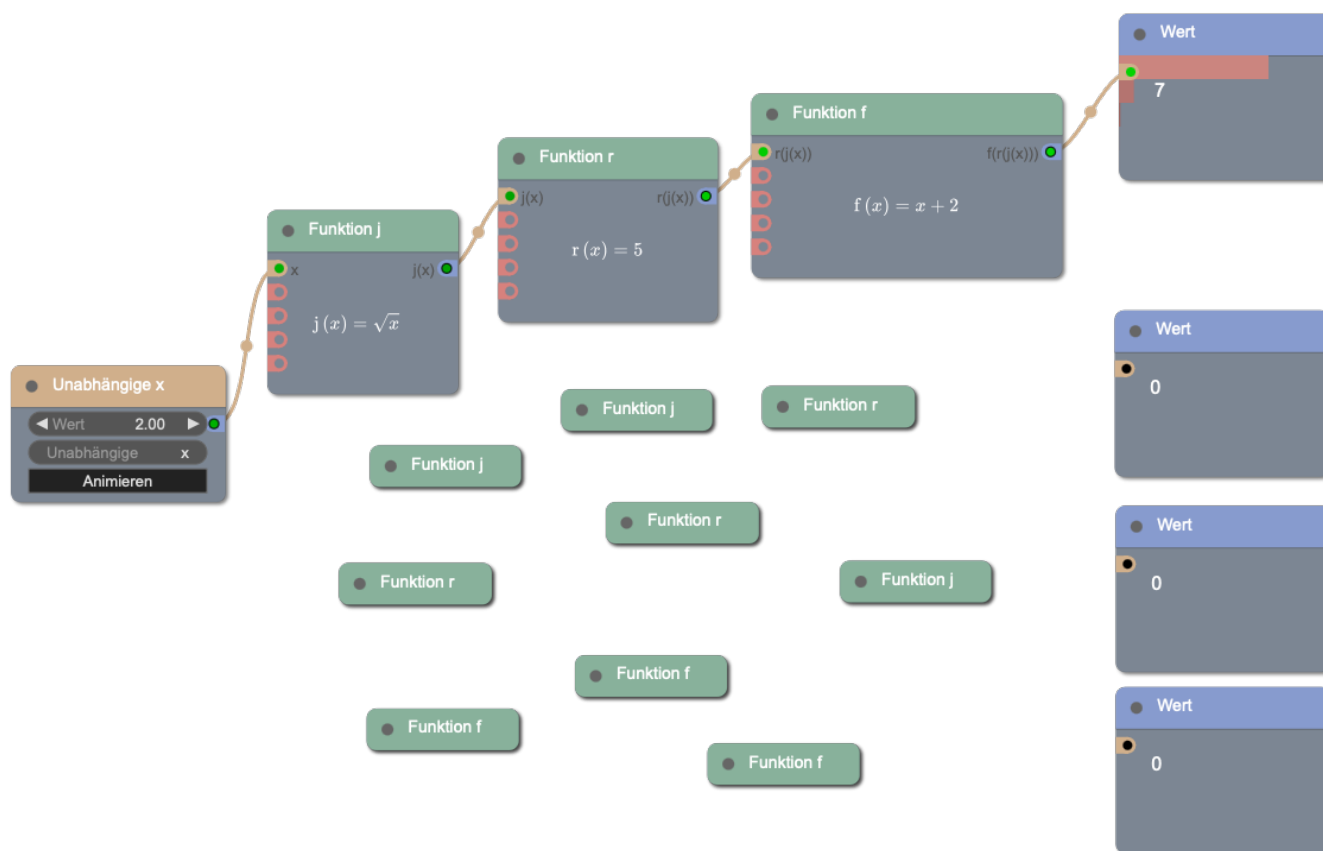 Wert
7
Funktion f
r(j(x)) f(r(j(x)))
f (x) = x + 2
Funktion r
j(x) r(j(x))
r (x) = 5
Funktion j
x j(x)
j (x) = √x
Unabhängige x
Wert 2.00
Unabhängige x
Animieren
Wert
0
Funktion j
Funktion r
Funktion j
Funktion r
Wert
0
Funktion r
Funktion j
Funktion f
Wert
0
Funktion f
Funktion f